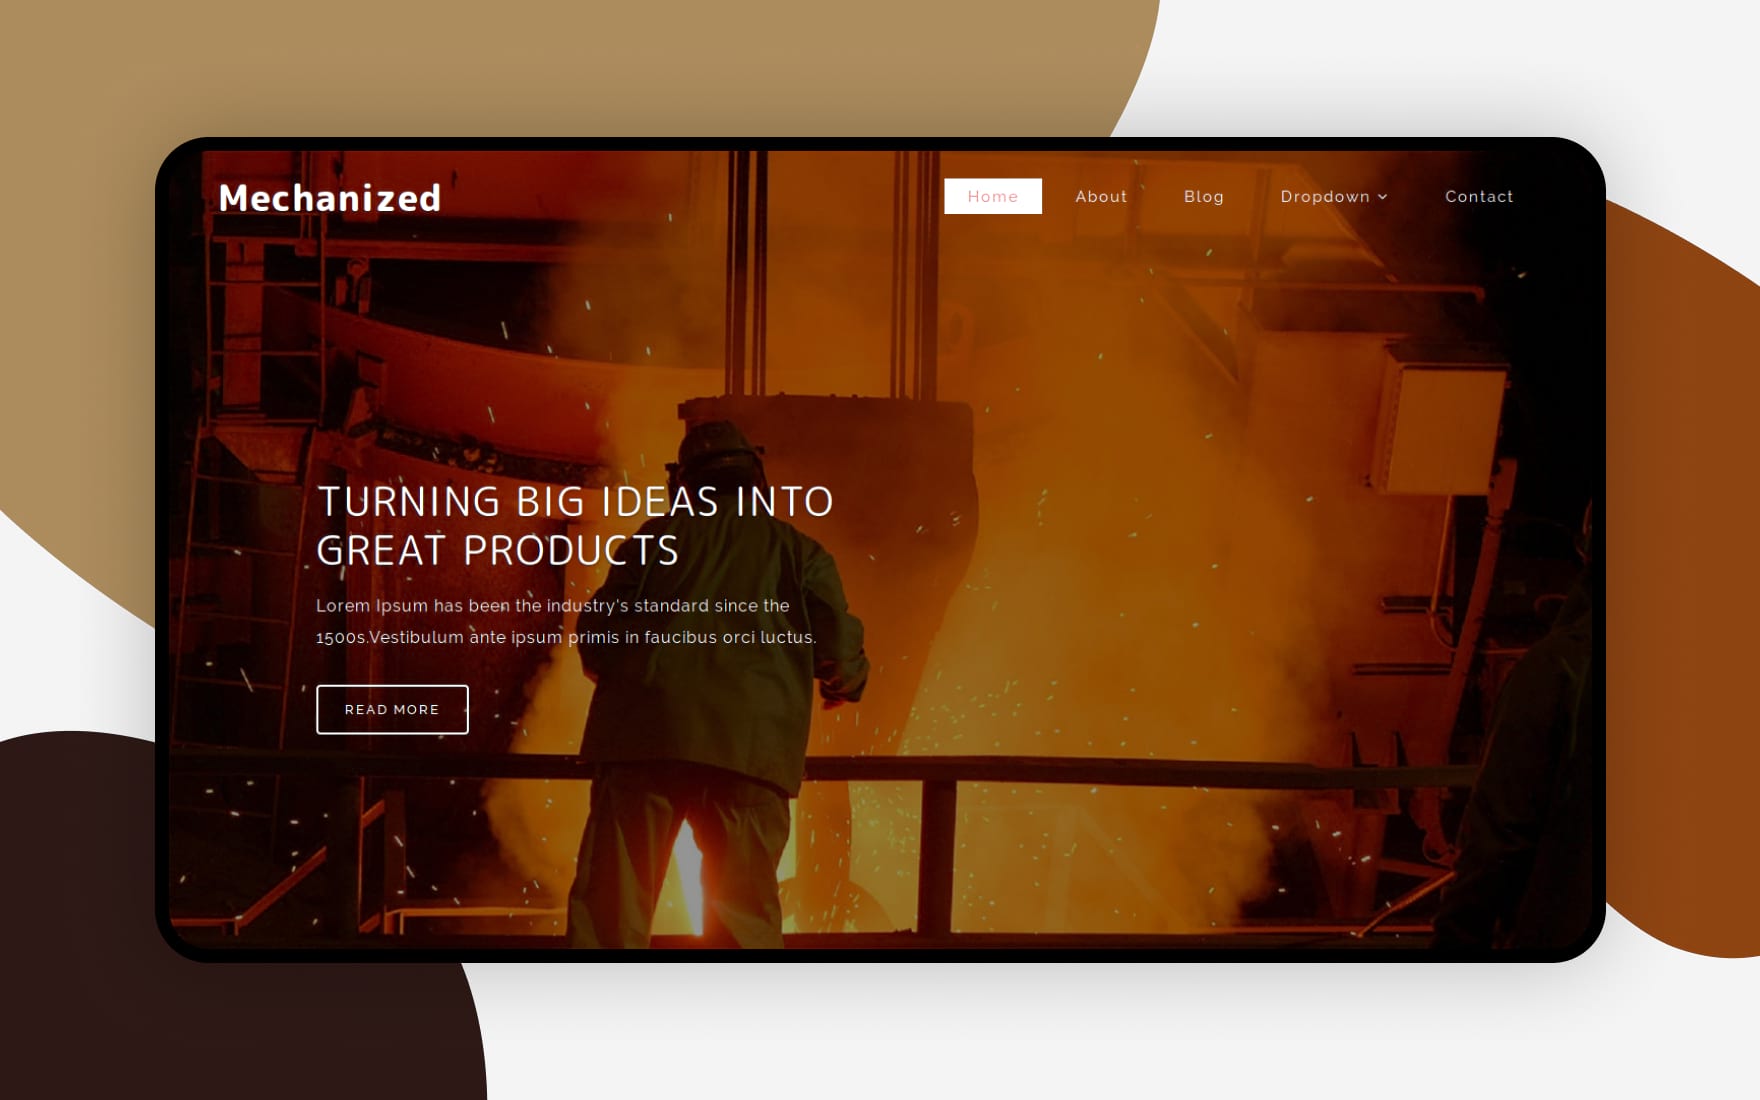 Mechanized
Home About Blog Dropdown Contact
TURNING BIG IDEAS INTO
GREAT PRODUCTS
Lorem Ipsum has been the industry's standard since the
1500s.Vestibulum ante ipsum primis in faucibus orci luctus.
READ MORE